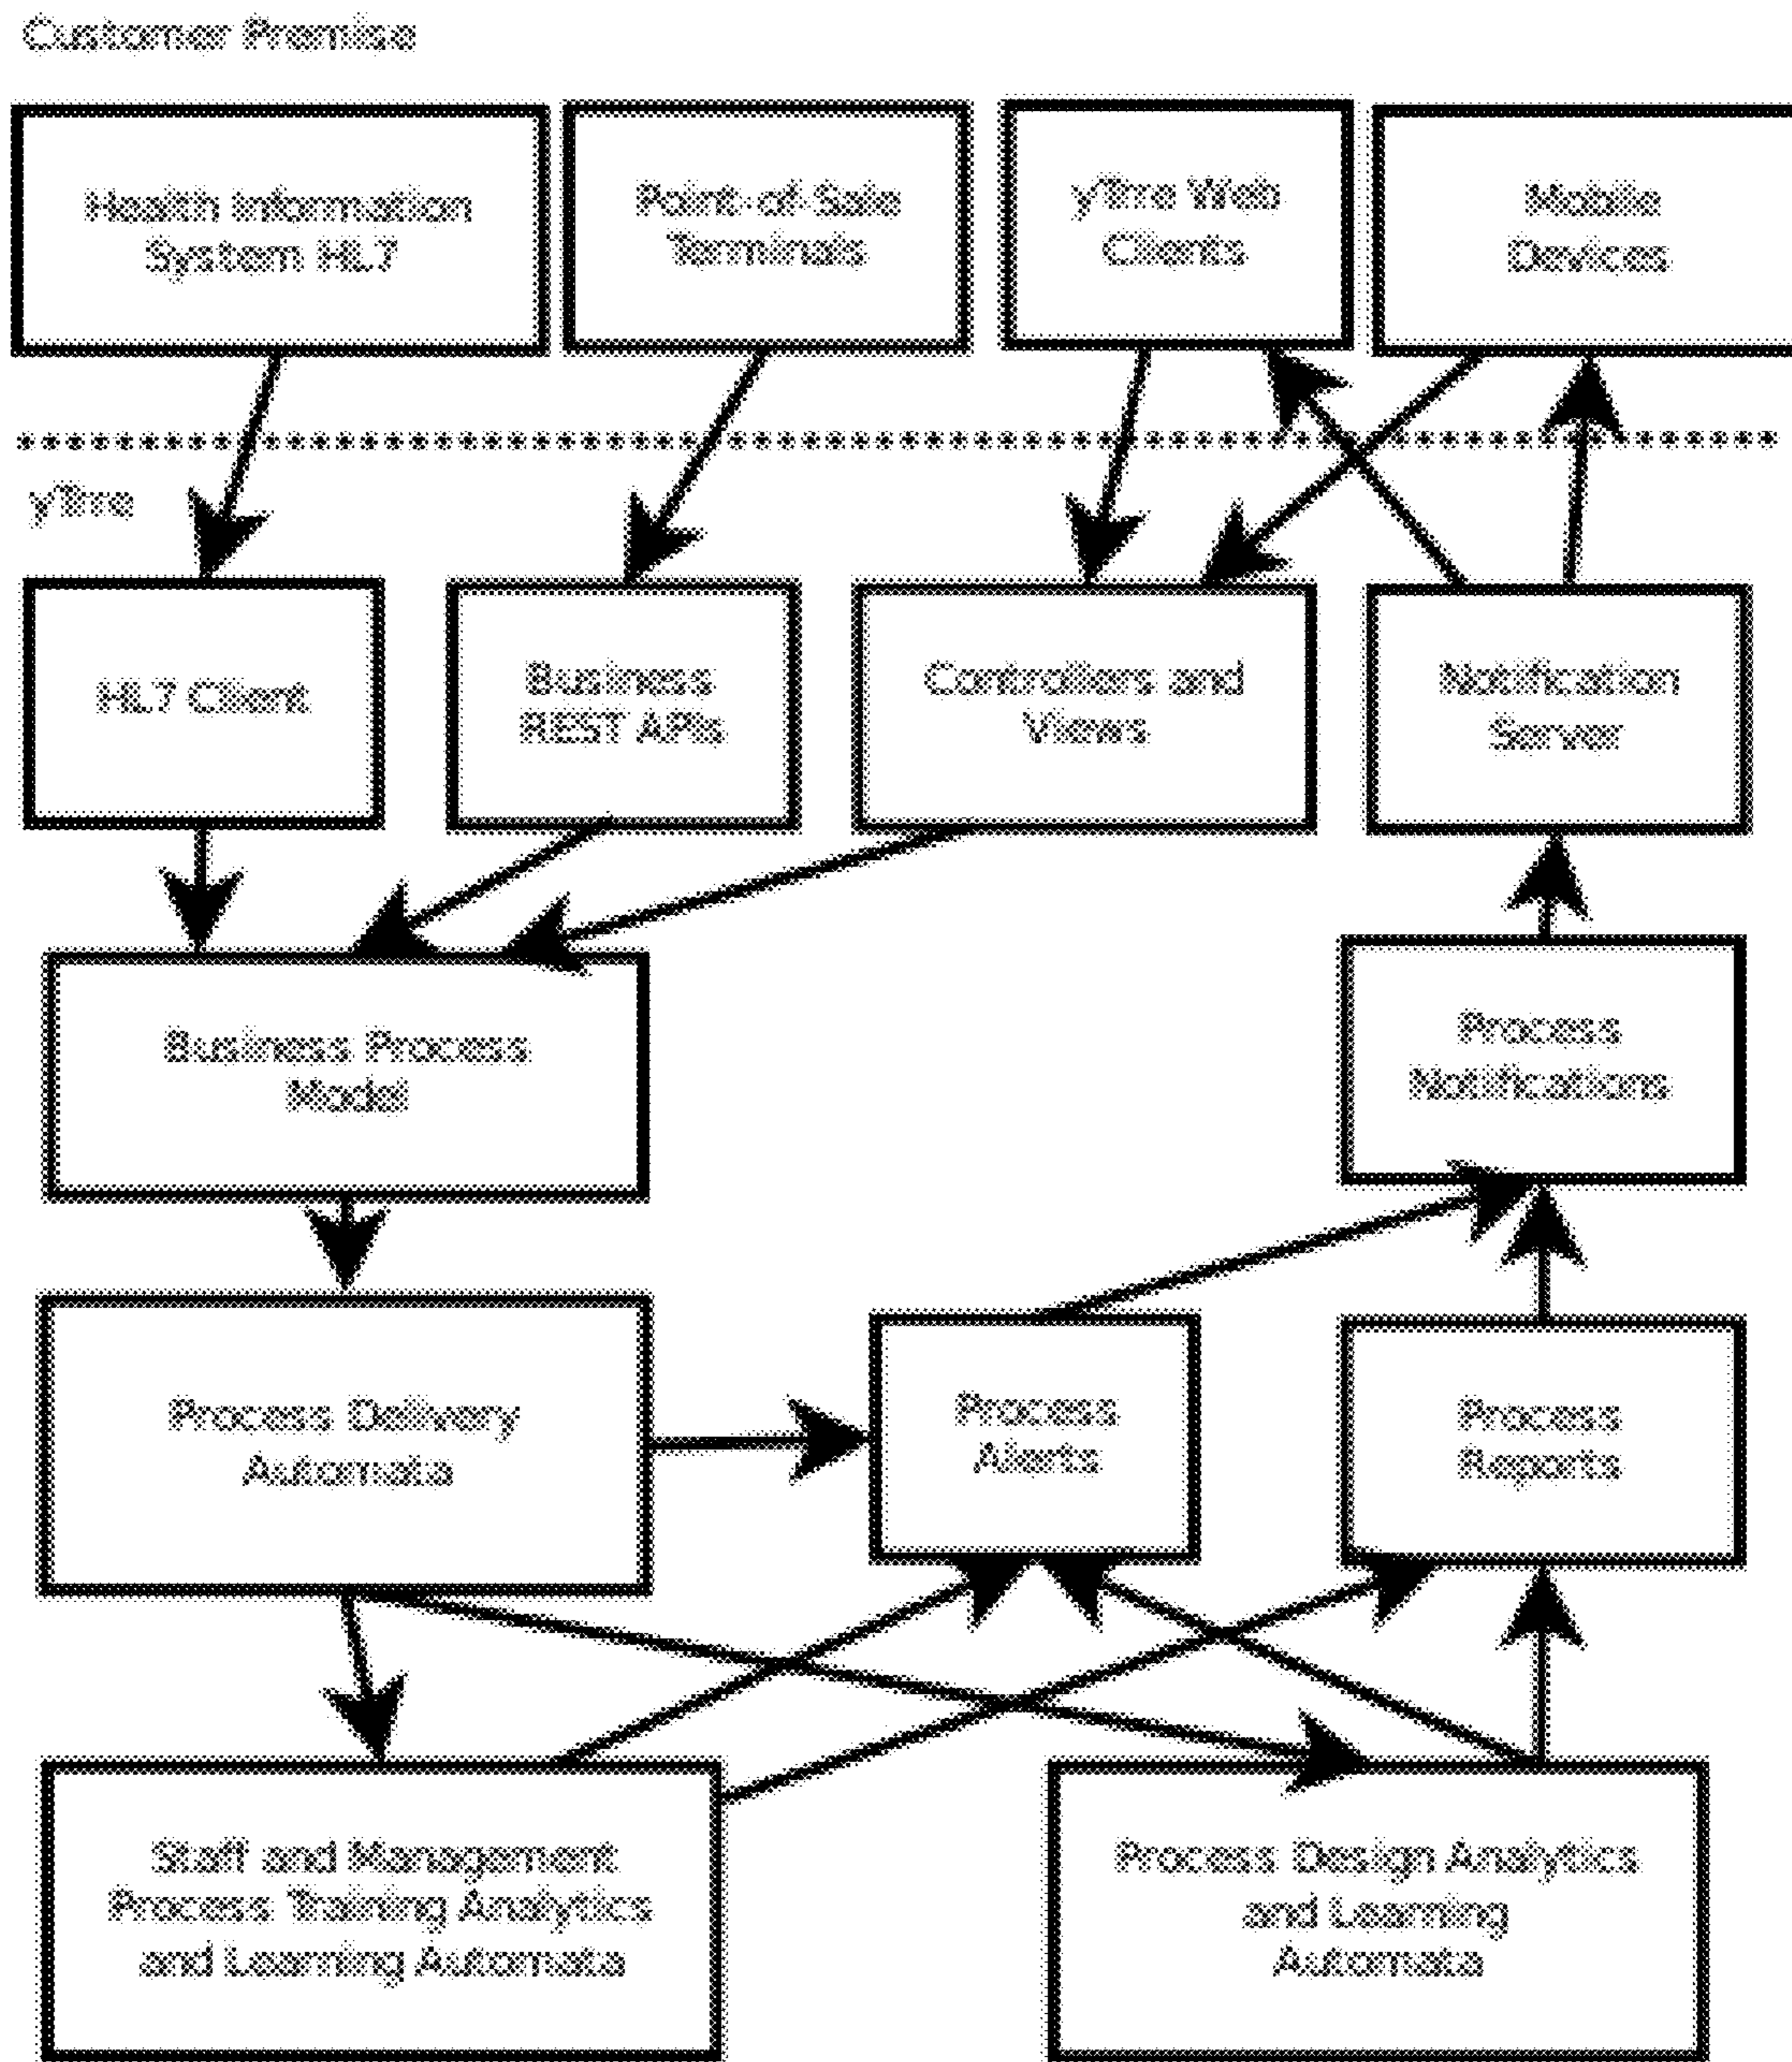 Customer Premise
Health Information
System HL7
Point-of-Sale
Terminals
yTrre Web
Clients
Mobile
Devices
yTrre
HL7 Client
Business
REST APIs
Controllers and
Views
Notification
Server
Business Process
Model
Process
Notifications
Process Delivery
Automata
Process
Alerts
Process
Reports
Staff and Management
Process Training Analytics
and Learning Automata
Process Design Analytics
and Learning
Automata